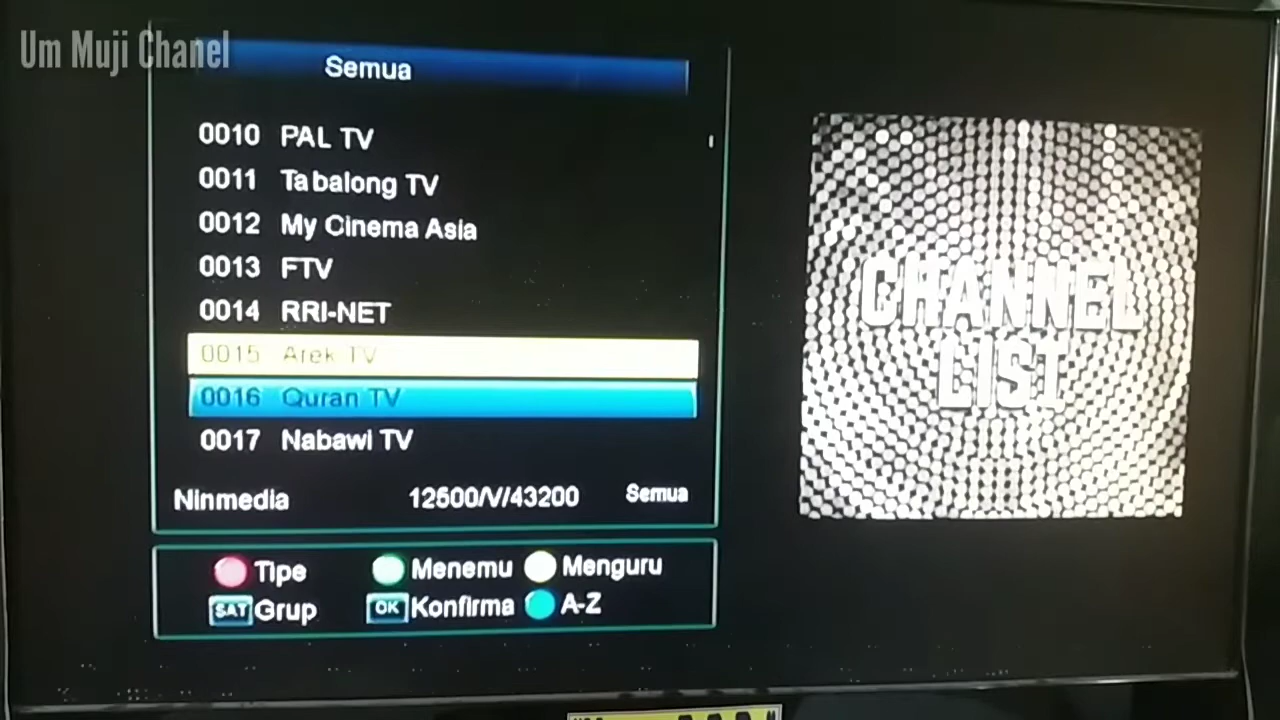 Um Muji Chanel
Semua
0010 PAL TV
0011 Tabalong TV
0012 My Cinema Asia
0013 FTV
0014 RRI-NET
0015 Arek TV
0016 Quran TV
0017 Nabawi TV
Ninmedia 12500/V/43200 Semua
Tipe Menemu Menguru
SAT Grup OK Konfirma A-Z
CHANNEL
LIST